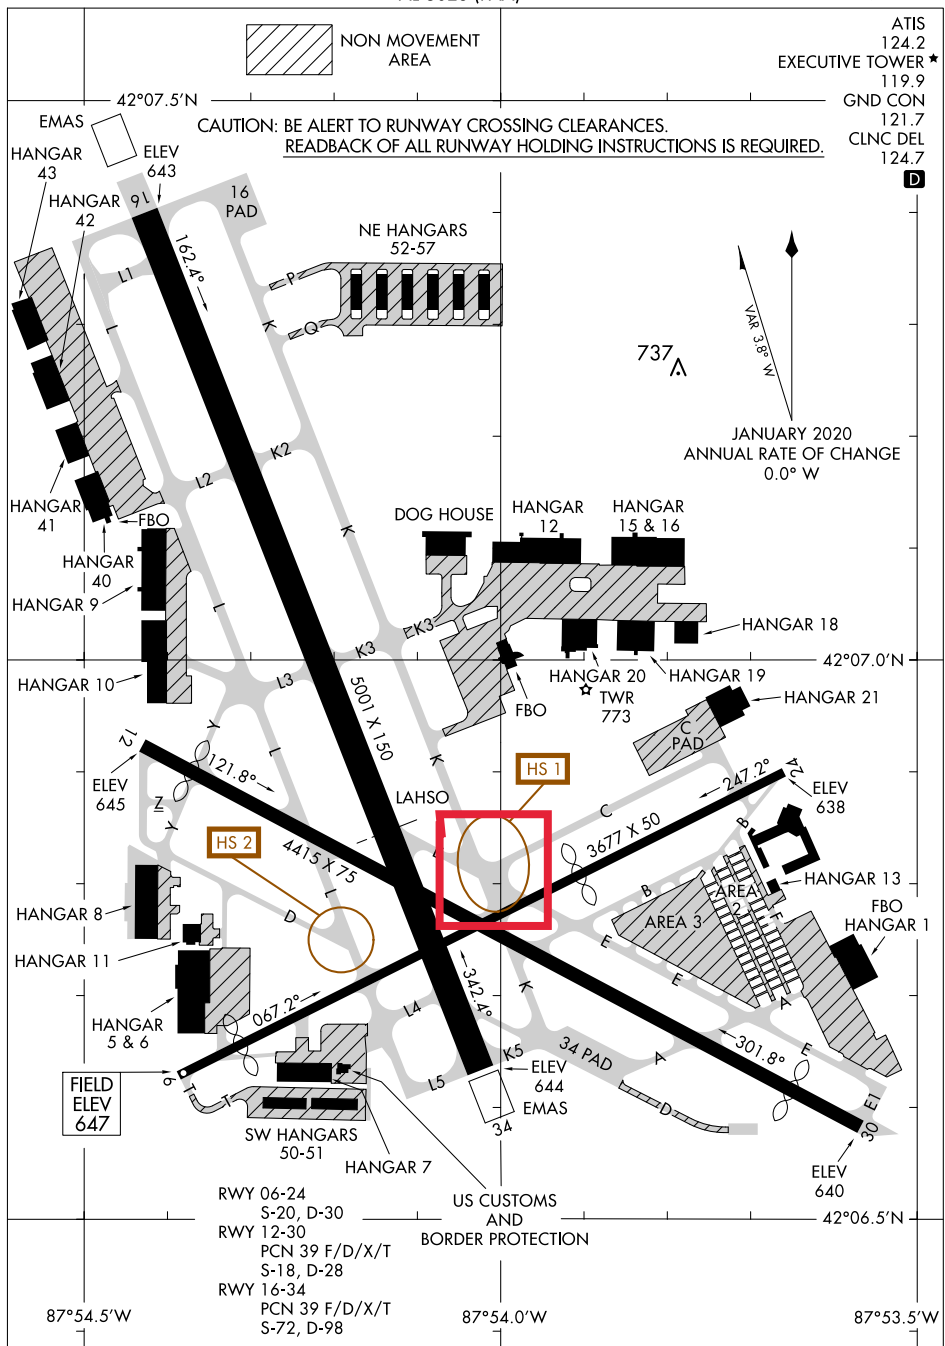 NON MOVEMENT
AREA
ATIS
124.2
EXECUTIVE TOWER ★
119.9
GND CON
121.7
CLNC DEL
124.7
D
42°07.5'N
CAUTION: BE ALERT TO RUNWAY CROSSING CLEARANCES.
READBACK OF ALL RUNWAY HOLDING INSTRUCTIONS IS REQUIRED.
EMAS
HANGAR
43
ELEV
643
HANGAR
42
16
16
PAD
NE HANGARS
52-57
162.4°
L1
L
P
Q
K
737
VAR 3.8° W
JANUARY 2020
ANNUAL RATE OF CHANGE
0.0° W
K2
L2
HANGAR
41
FBO
HANGAR
40
K
DOG HOUSE
HANGAR
12
HANGAR
15 & 16
HANGAR 9
L
K3
K3
HANGAR 18
HANGAR 10
L3
5001 X 150
FBO
HANGAR 20
TWR
773
HANGAR 19
42°07.0'N
HANGAR 21
C
PAD
12
Y
L
K
121.8°
ELEV
645
Z
Y
LAHSO
HS 1
C
247.2°
24
ELEV
638
HS 2
4415 X 75
3677 X 50
L
B
B
HANGAR 13
AREA
2
AREA 3
F
FBO
HANGAR 1
HANGAR 8
D
HANGAR 11
E
E
A
HANGAR
5 & 6
067.2°
L4
342.4°
K
301.8°
E
K5
34 PAD
A
ELEV
644
L5
EMAS
34
FIELD
ELEV
647
6
T
T
D
E1
30
SW HANGARS
50-51
HANGAR 7
ELEV
640
US CUSTOMS
AND
BORDER PROTECTION
42°06.5'N
RWY 06-24
S-20, D-30
RWY 12-30
PCN 39 F/D/X/T
S-18, D-28
RWY 16-34
PCN 39 F/D/X/T
S-72, D-98
87°54.5'W
87°54.0'W
87°53.5'W